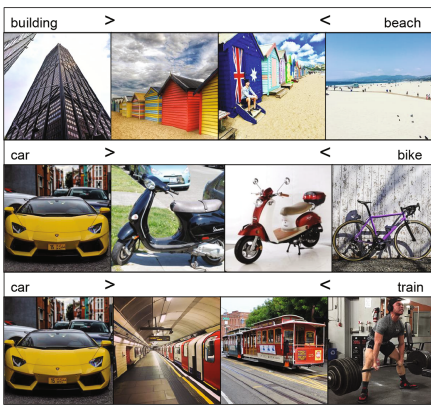 building > < beach
car > < bike
car > < train